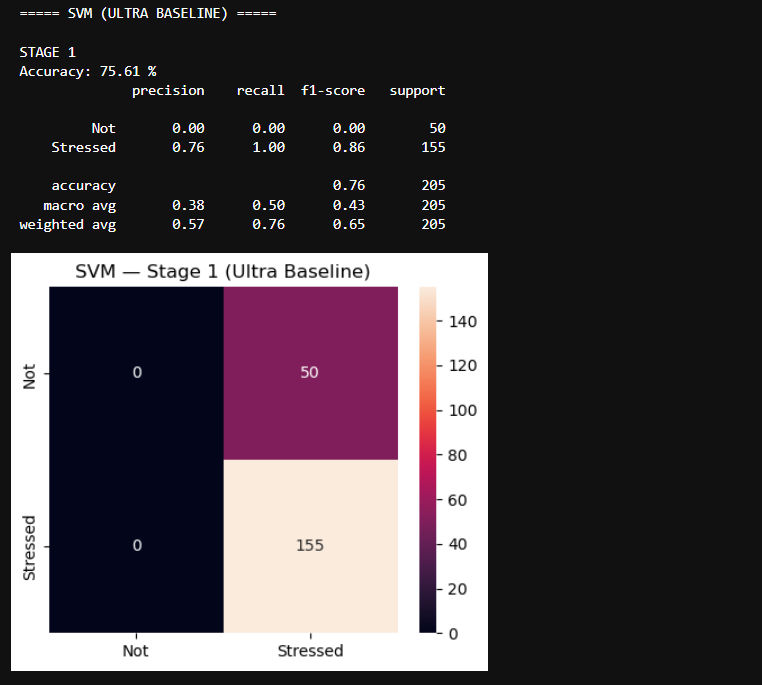 ===== SVM (ULTRA BASELINE) =====
STAGE 1
Accuracy: 75.61 %
precision recall f1-score support
Not 0.00 0.00 0.00 50
Stressed 0.76 1.00 0.86 155
accuracy 0.76 205
macro avg 0.38 0.50 0.43 205
weighted avg 0.57 0.76 0.65 205
SVM — Stage 1 (Ultra Baseline)
Not 0 50
Stressed 0 155
Not Stressed
140
120
100
80
60
40
20
0